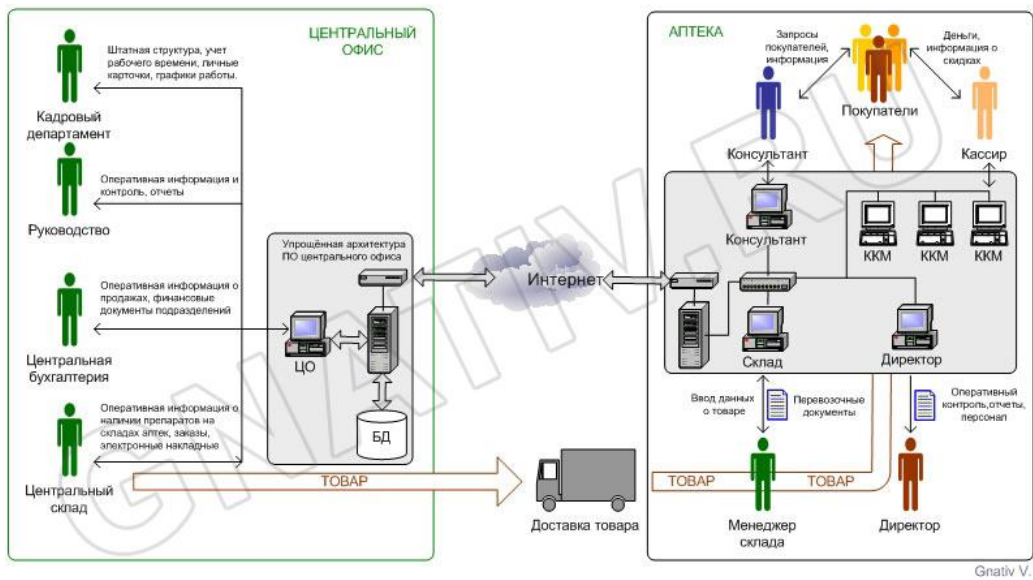 ЦЕНТРАЛЬНЫЙ
ОФИС
Штатная структура, учет
рабочего времени, личные
карточки, графики работы.
Кадровый
департамент
Оперативная информация и
контроль, отчеты
Руководство
Упрощённая архитектура
ПО центрального офиса
Оперативная информация о
продажах, финансовые
документы подразделений
Центральная
бухгалтерия
ЦО
БД
Оперативная информация о
наличии препаратов на
складах аптек, заказы,
электронные накладные
Центральный
склад
ТОВАР
Интернет
Доставка товара
АПТЕКА
Запросы
покупателей,
информация
Деньги,
информация о
скидках
Покупатели
Консультант
Кассир
Консультант
ККМ
ККМ
ККМ
Склад
Директор
Ввод данных
о товаре
Перевозочные
документы
Оперативный
контроль,отчеты,
персонал
ТОВАР
ТОВАР
Менеджер
склада
Директор
GNATIV.RU
Gnativ V.